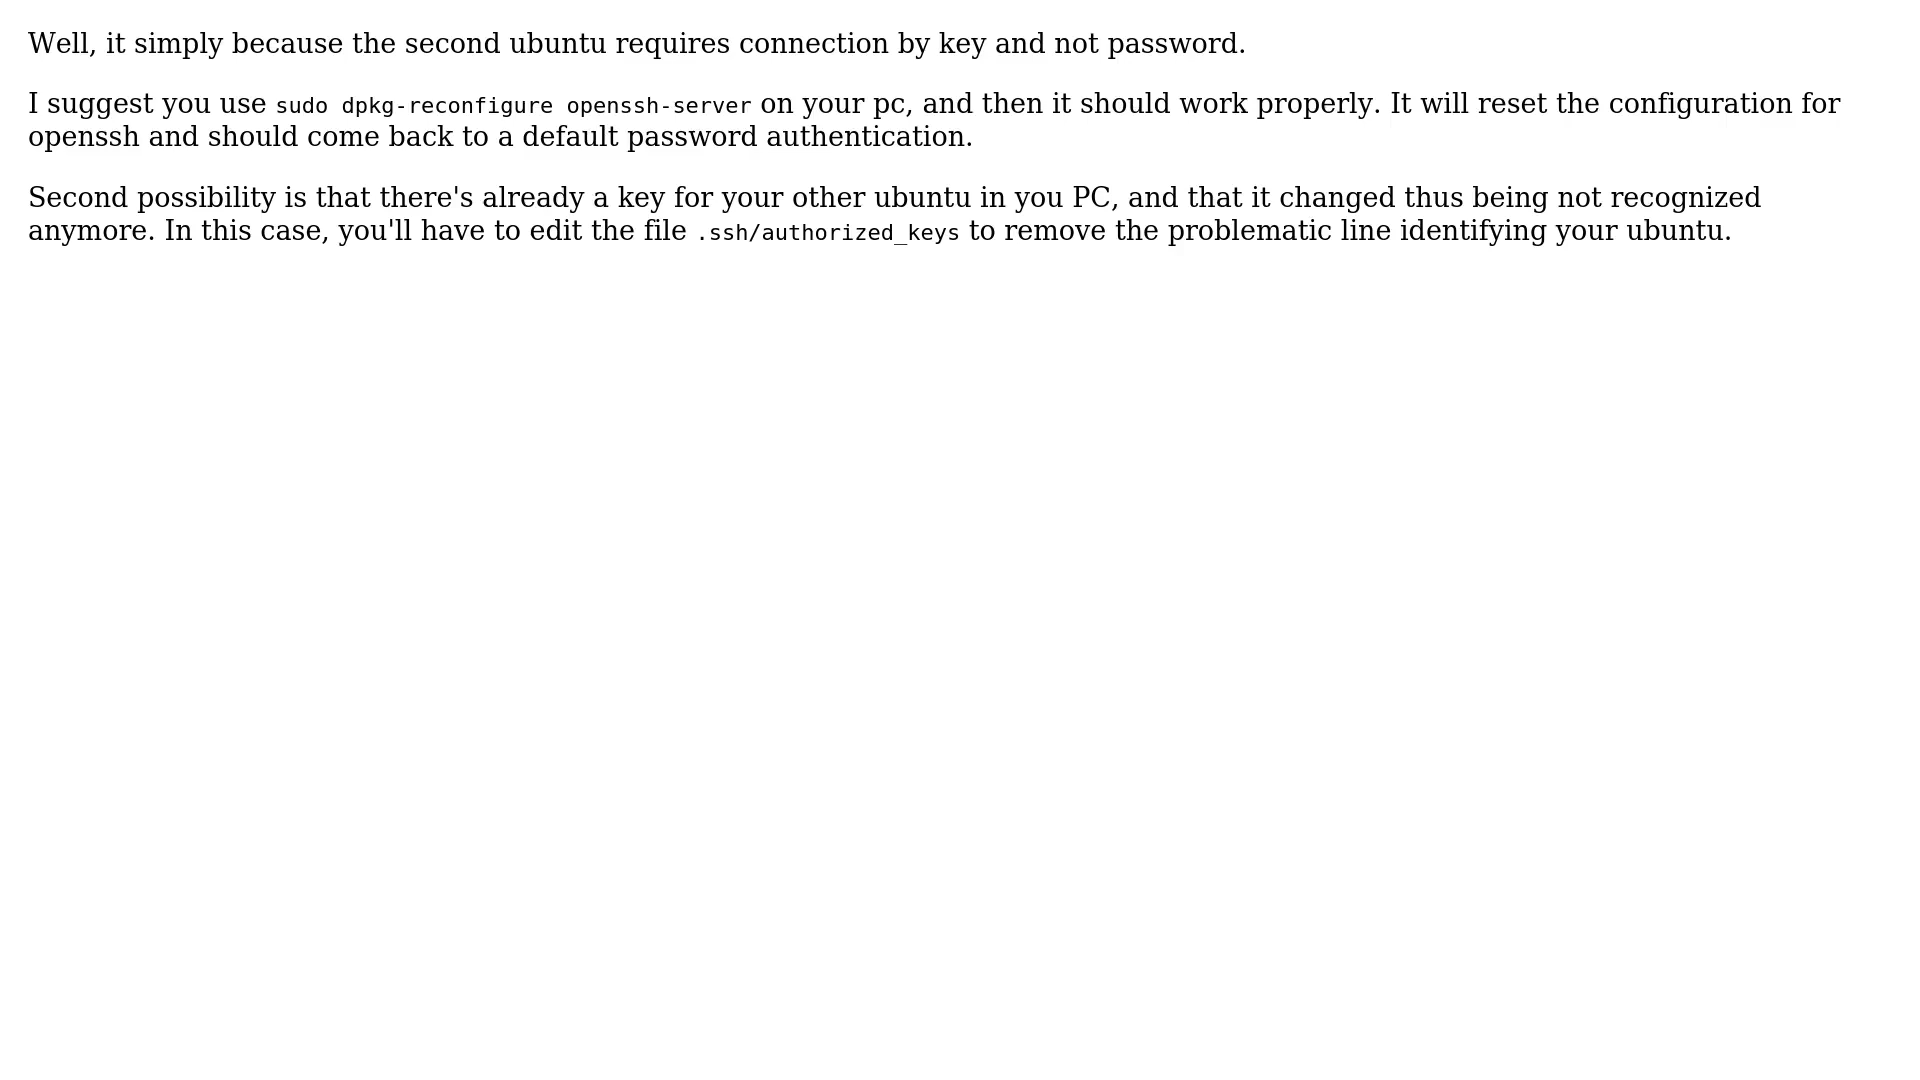 Well, it simply because the second ubuntu requires connection by key and not password.
I suggest you use sudo dpkg-reconfigure openssh-server on your pc, and then it should work properly. It will reset the configuration for
openssh and should come back to a default password authentication.
Second possibility is that there's already a key for your other ubuntu in you PC, and that it changed thus being not recognized
anymore. In this case, you'll have to edit the file .ssh/authorized_keys to remove the problematic line identifying your ubuntu.